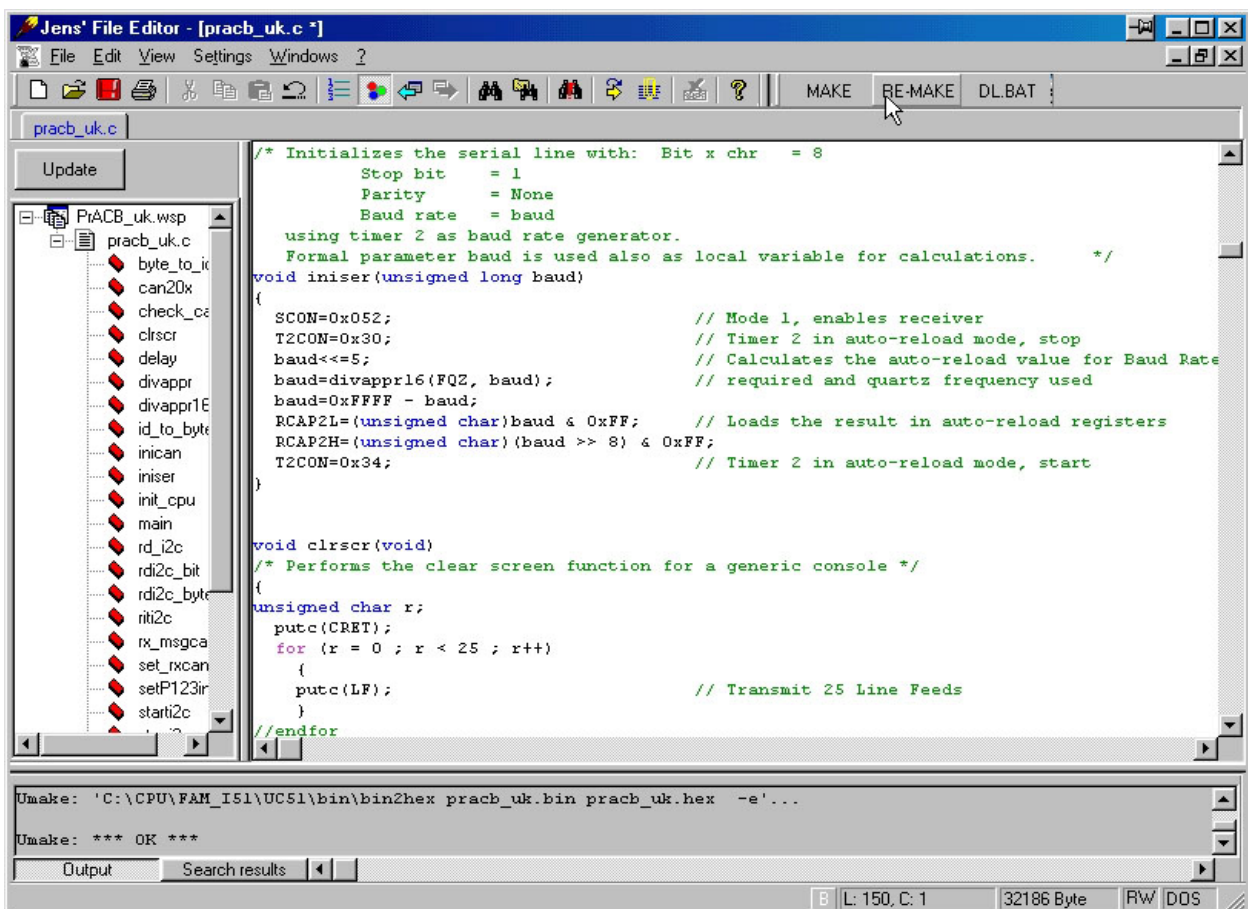 Jens' File Editor - [pracb_uk.c *]
File Edit View Settings Windows ?
MAKE RE-MAKE DL.BAT
pracb_uk.c
Update
PrACB_uk.wsp
pracb_uk.c
byte_to_ic
can20x
check_ca
clrscr
delay
divappr
divappr16
id_to_byte
inican
iniser
init_cpu
main
rd_i2c
rdi2c_bit
rdi2c_byte
riti2c
rx_msgca
set_rxcan
setP123ir
starti2c
/* Initializes the serial line with:  Bit x chr   = 8
Stop bit    = 1
Parity      = None
Baud rate   = baud
using timer 2 as baud rate generator.
Formal parameter baud is used also as local variable for calculations.      */
void iniser(unsigned long baud)
{
SCON=0x052; // Mode 1, enables receiver
T2CON=0x30; // Timer 2 in auto-reload mode, stop
baud<<=5; // Calculates the auto-reload value for Baud Rate
baud=divappr16(FQZ, baud); // required and quartz frequency used
baud=0xFFFF - baud;
RCAP2L=(unsigned char)baud & 0xFF; // Loads the result in auto-reload registers
RCAP2H=(unsigned char)(baud >> 8) & 0xFF;
T2CON=0x34; // Timer 2 in auto-reload mode, start
}
void clrscr(void)
/* Performs the clear screen function for a generic console */
{
unsigned char r;
putc(CRET);
for (r = 0 ; r < 25 ; r++)
{
putc(LF); // Transmit 25 Line Feeds
}
//endfor
Umake: 'C:\CPU\FAM_I51\UC51\bin\bin2hex pracb_uk.bin pracb_uk.hex  -e'...
Umake: *** OK ***
Output Search results
B L: 150, C: 1 32186 Byte RW DOS